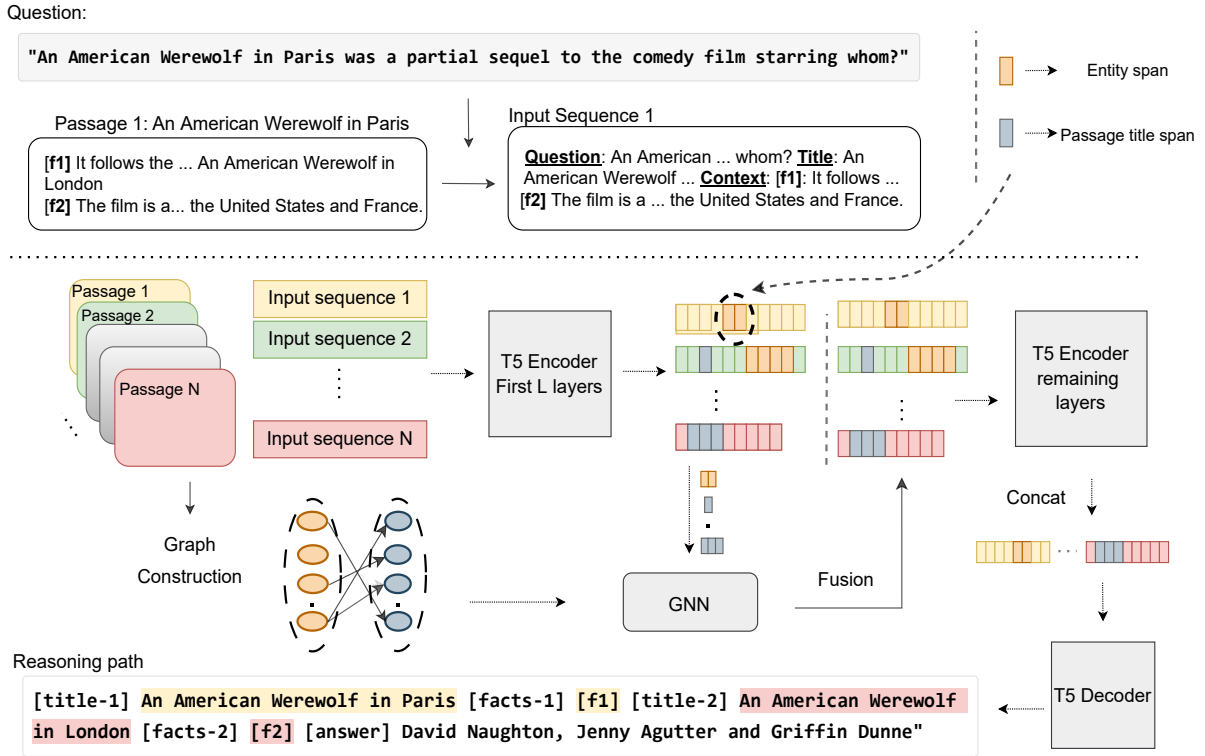 Question:
"An American Werewolf in Paris was a partial sequel to the comedy film starring whom?"
Entity span
Passage title span
Passage 1: An American Werewolf in Paris
[f1] It follows the ... An American Werewolf in
London
[f2] The film is a... the United States and France.
Input Sequence 1
Question: An American ... whom? Title: An
American Werewolf ... Context: [f1]: It follows ...
[f2] The film is a ... the United States and France.
Passage 1
Passage 2
Passage N
Input sequence 1
Input sequence 2
Input sequence N
T5 Encoder
First L layers
T5 Encoder
remaining
layers
Graph
Construction
GNN
Fusion
Concat
T5 Decoder
Reasoning path
[title-1] An American Werewolf in Paris [facts-1] [f1] [title-2] An American Werewolf
in London [facts-2] [f2] [answer] David Naughton, Jenny Agutter and Griffin Dunne"